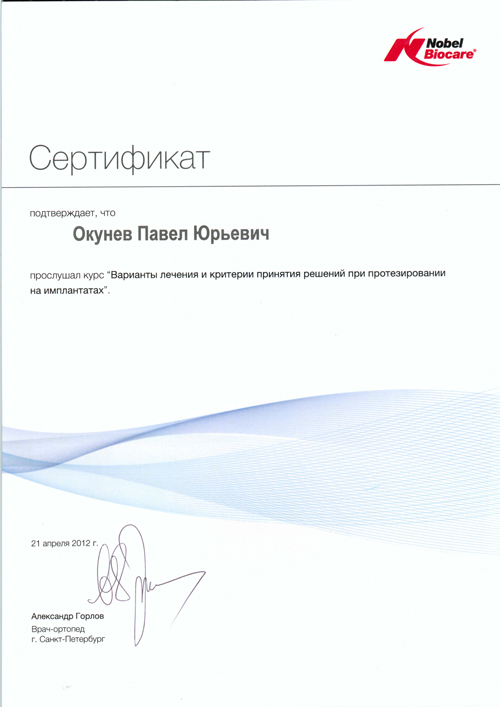 Nobel
Biocare®
Сертификат
подтверждает, что
Окунев Павел Юрьевич
прослушал курс "Варианты лечения и критерии принятия решений при протезировании
на имплантатах".
21 апреля 2012 г.
Александр Горлов
Врач-ортопед
г. Санкт-Петербург